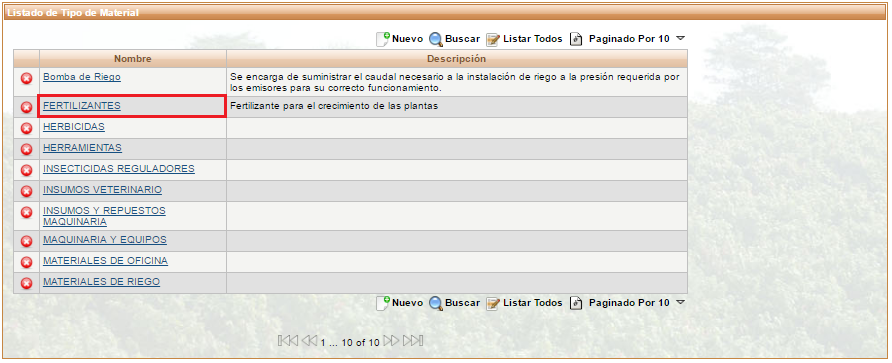 Listado de Tipo de Material
Nuevo Buscar Listar Todos Paginado Por 10
Nombre Descripción
Bomba de Riego Se encarga de suministrar el caudal necesario a la instalación de riego a la presión requerida por
los emisores para su correcto funcionamiento.
FERTILIZANTES Fertilizante para el crecimiento de las plantas
HERBICIDAS
HERRAMIENTAS
INSECTICIDAS REGULADORES
INSUMOS VETERINARIO
INSUMOS Y REPUESTOS
MAQUINARIA
MAQUINARIA Y EQUIPOS
MATERIALES DE OFICINA
MATERIALES DE RIEGO
Nuevo Buscar Listar Todos Paginado Por 10
1 ... 10 of 10